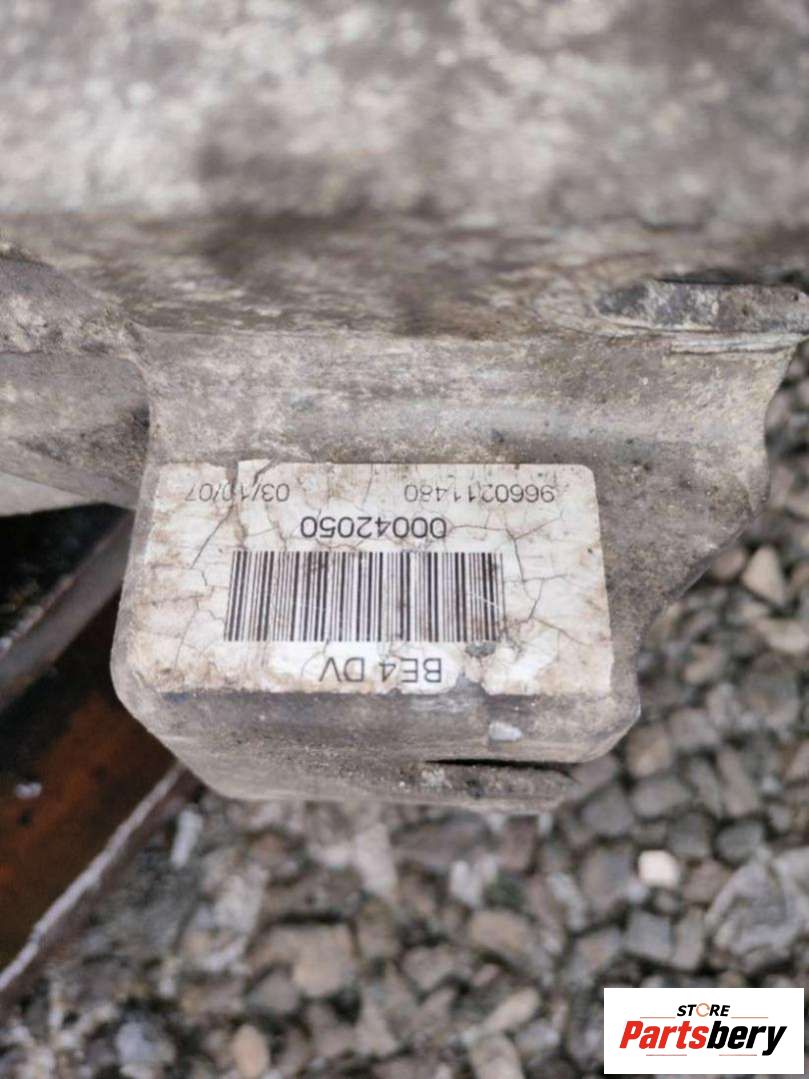 BE4 DV
00042050
9660211480 03/10/07
STORE
Partsbery